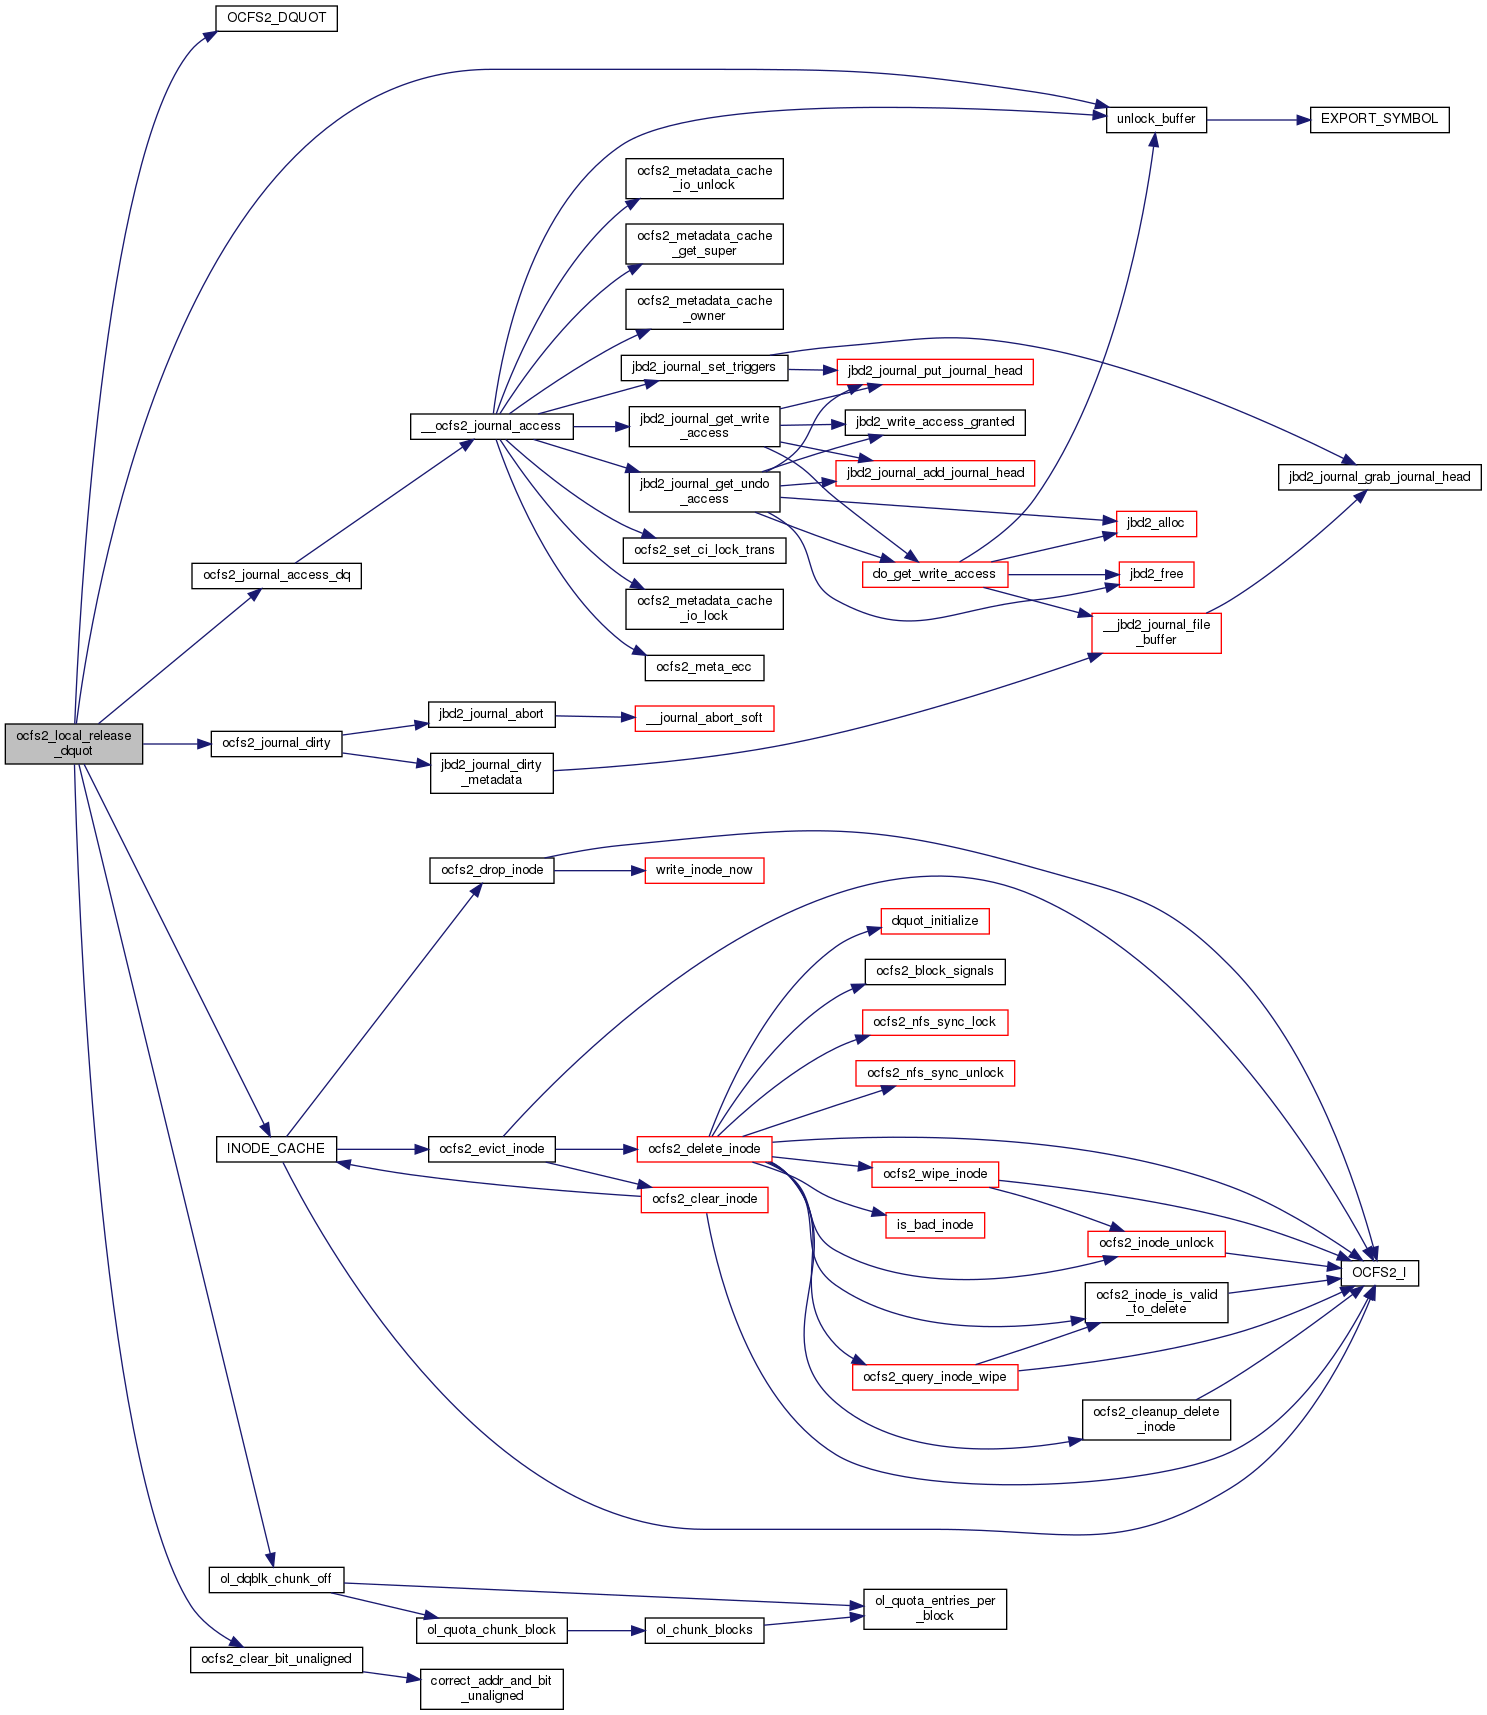 OCFS2_DQUOT
unlock_buffer
EXPORT_SYMBOL
ocfs2_metadata_cache
_io_unlock
ocfs2_metadata_cache
_get_super
ocfs2_metadata_cache
_owner
jbd2_journal_set_triggers
jbd2_journal_put_journal_head
__ocfs2_journal_access
jbd2_journal_get_write
_access
jbd2_write_access_granted
jbd2_journal_add_journal_head
jbd2_journal_grab_journal_head
jbd2_journal_get_undo
_access
jbd2_alloc
ocfs2_set_ci_lock_trans
ocfs2_journal_access_dq
do_get_write_access
jbd2_free
ocfs2_metadata_cache
_io_lock
__jbd2_journal_file
_buffer
ocfs2_meta_ecc
jbd2_journal_abort
__journal_abort_soft
ocfs2_local_release
_dquot
ocfs2_journal_dirty
jbd2_journal_dirty
_metadata
ocfs2_drop_inode
write_inode_now
dquot_initialize
ocfs2_block_signals
ocfs2_nfs_sync_lock
ocfs2_nfs_sync_unlock
INODE_CACHE
ocfs2_evict_inode
ocfs2_delete_inode
ocfs2_wipe_inode
ocfs2_clear_inode
is_bad_inode
ocfs2_inode_unlock
OCFS2_I
ocfs2_inode_is_valid
_to_delete
ocfs2_query_inode_wipe
ocfs2_cleanup_delete
_inode
ol_dqblk_chunk_off
ol_quota_entries_per
_block
ol_quota_chunk_block
ol_chunk_blocks
ocfs2_clear_bit_unaligned
correct_addr_and_bit
_unaligned